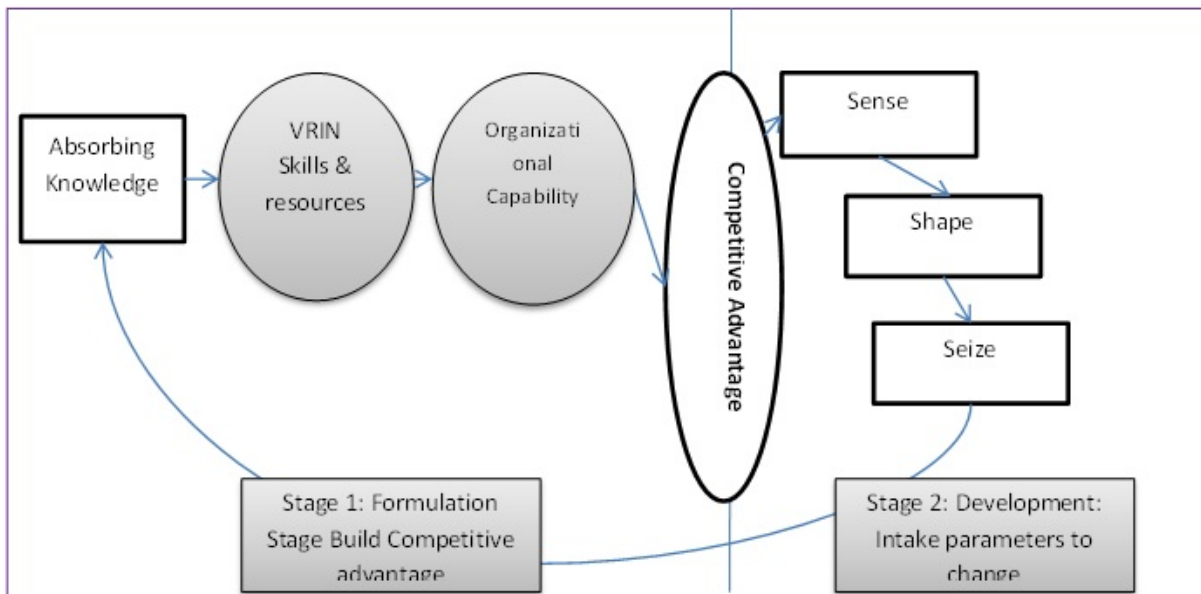 Absorbing
Knowledge
VRIN
Skills &
resources
Organizati
onal
Capability
Competitive Advantage
Sense
Shape
Seize
Stage 1: Formulation
Stage Build Competitive
advantage
Stage 2: Development:
Intake parameters to
change